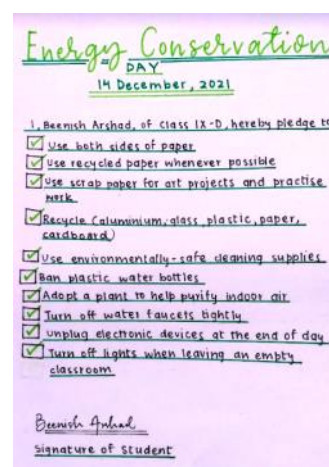 Energy Conservation
DAY
14 December, 2021
I, Beenish Arshad, of Class IX-D, hereby pledge to
Use both sides of paper
Use recycled paper whenever possible
Use scrap paper for art projects and practise
work
Recycle (aluminium, glass, plastic, paper,
cardboard)
Use environmentally-safe cleaning supplies
Ban plastic water bottles
Adopt a plant to help purify indoor air
Turn off water faucets tightly
Unplug electronic devices at the end of day
Turn off lights when leaving an empty
classroom
Beenish Arshad
Signature of Student